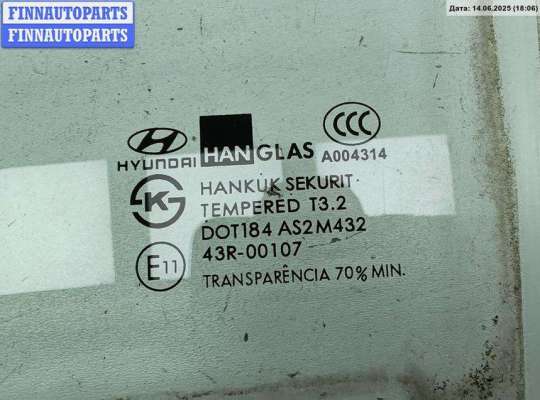 FINNAUTOPARTS
FINNAUTOPARTS
Дата: 14.06.2025 (18:06)
HYUNDAI HANGLAS CCC A004314
KS HANKUK SEKURIT
TEMPERED T3.2
DOT184 AS2 M432
E11 43R-00107
TRANSPARÊNCIA 70% MIN.